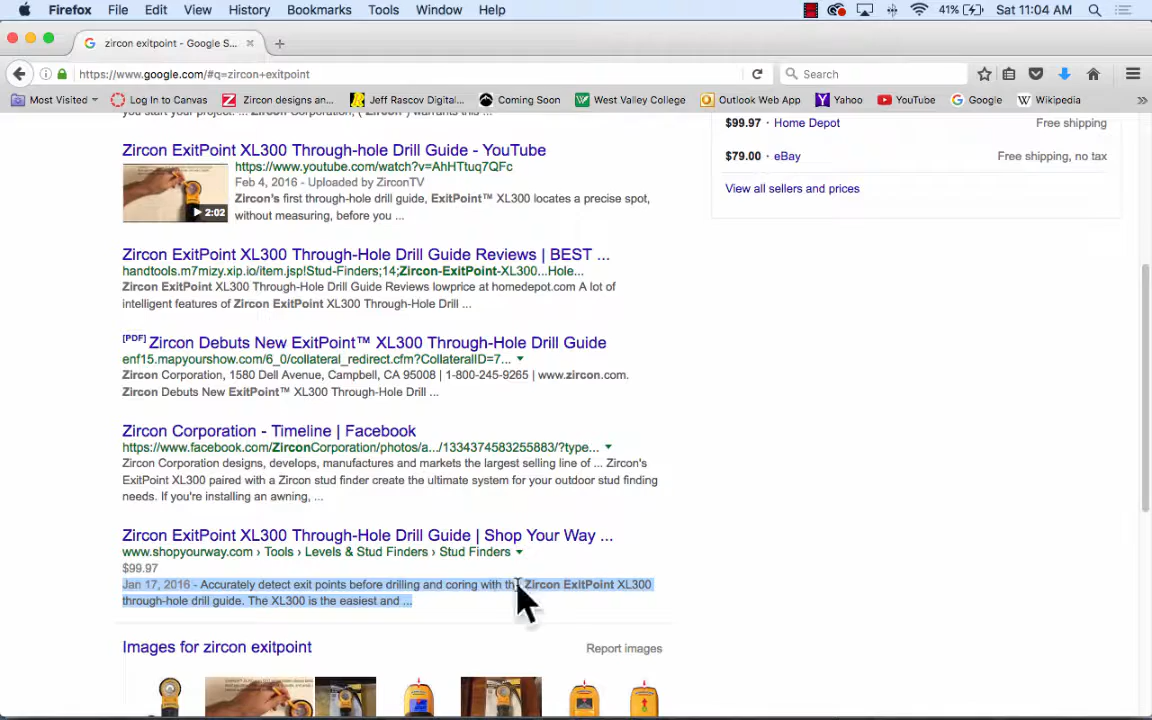 Firefox File Edit View History Bookmarks Tools Window Help 41% Sat 11:04 AM
zircon exitpoint - Google S...
https://www.google.com/#q=zircon+exitpoint Search
Most Visited Log In to Canvas Zircon designs an... Jeff Rascov Digital... Coming Soon West Valley College Outlook Web App Yahoo YouTube Google Wikipedia
$99.97 · Home Depot Free shipping
$79.00 · eBay Free shipping, no tax
View all sellers and prices
Zircon ExitPoint XL300 Through-hole Drill Guide - YouTube
https://www.youtube.com/watch?v=AhHTtuq7QFc
Feb 4, 2016 - Uploaded by ZirconTV
Zircon's first through-hole drill guide, ExitPoint™ XL300 locates a precise spot,
without measuring, before you ...
2:02
Zircon ExitPoint XL300 Through-Hole Drill Guide Reviews | BEST ...
handtools.m7mizy.xip.io/item.jsp!Stud-Finders;14;Zircon-ExitPoint-XL300...Hole...
Zircon ExitPoint XL300 Through-Hole Drill Guide Reviews lowprice at homedepot.com A lot of
intelligent features of Zircon ExitPoint XL300 Through-Hole Drill ...
[PDF] Zircon Debuts New ExitPoint™ XL300 Through-Hole Drill Guide
enf15.mapyourshow.com/6_0/collateral_redirect.cfm?CollateralID=7...
Zircon Corporation, 1580 Dell Avenue, Campbell, CA 95008 | 1-800-245-9265 | www.zircon.com.
Zircon Debuts New ExitPoint™ XL300 Through-Hole Drill ...
Zircon Corporation - Timeline | Facebook
https://www.facebook.com/ZirconCorporation/photos/a.../1334374583255883/?type...
Zircon Corporation designs, develops, manufactures and markets the largest selling line of ... Zircon's
ExitPoint XL300 paired with a Zircon stud finder create the ultimate system for your outdoor stud finding
needs. If you're installing an awning, ...
Zircon ExitPoint XL300 Through-Hole Drill Guide | Shop Your Way ...
www.shopyourway.com › Tools › Levels & Stud Finders › Stud Finders
$99.97
Jan 17, 2016 - Accurately detect exit points before drilling and coring with the Zircon ExitPoint XL300
through-hole drill guide. The XL300 is the easiest and ...
Images for zircon exitpoint Report images